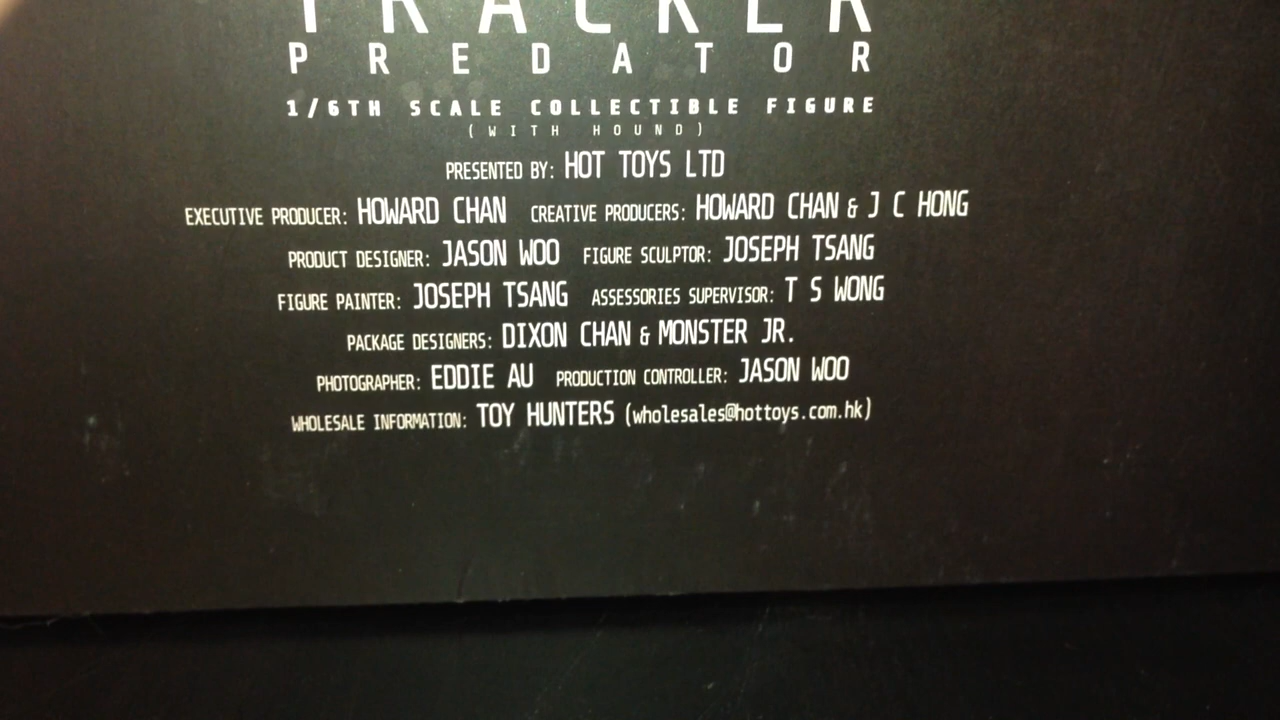 TRACKER
PREDATOR
1/6TH SCALE COLLECTIBLE FIGURE
(WITH HOUND)
PRESENTED BY: HOT TOYS LTD
EXECUTIVE PRODUCER: HOWARD CHAN CREATIVE PRODUCERS: HOWARD CHAN & J C HONG
PRODUCT DESIGNER: JASON WOO FIGURE SCULPTOR: JOSEPH TSANG
FIGURE PAINTER: JOSEPH TSANG ASSESSORIES SUPERVISOR: T S WONG
PACKAGE DESIGNERS: DIXON CHAN & MONSTER JR.
PHOTOGRAPHER: EDDIE AU PRODUCTION CONTROLLER: JASON WOO
WHOLESALE INFORMATION: TOY HUNTERS (wholesales@hottoys.com.hk)